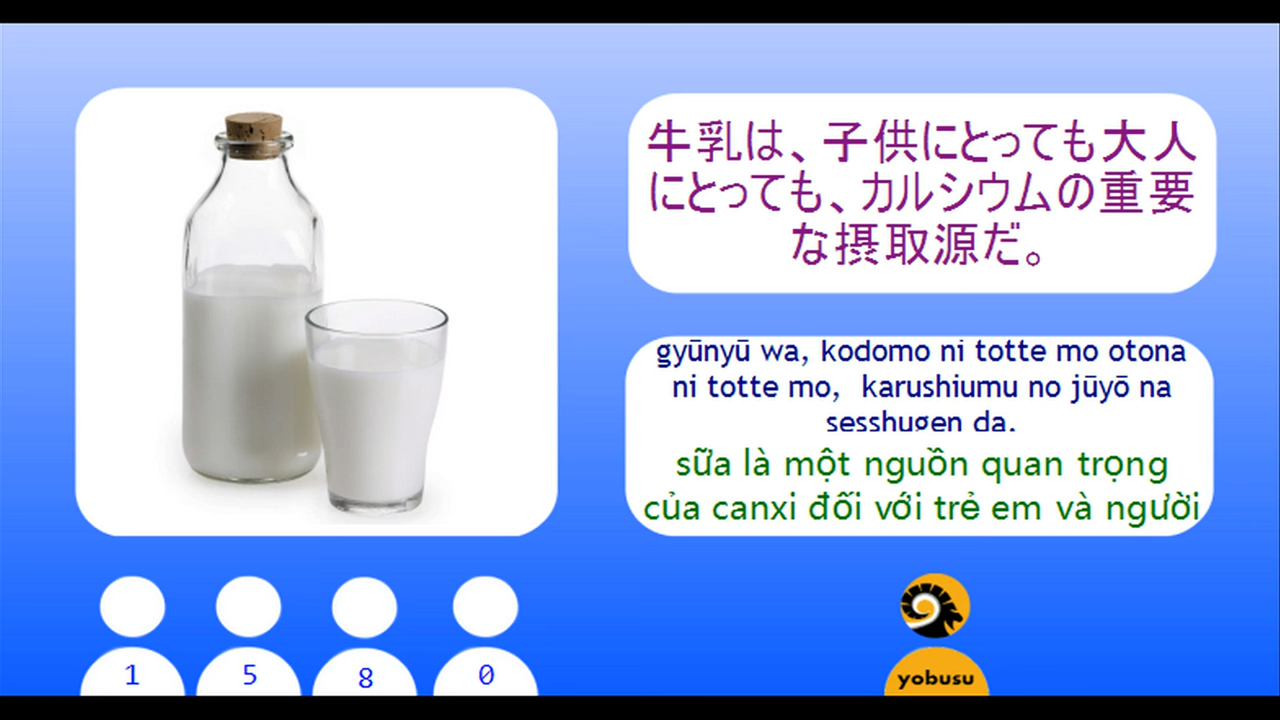 牛乳は、子供にとっても大人
にとっても、カルシウムの重要
な摂取源だ。
gyūnyū wa, kodomo ni totte mo otona
ni totte mo, karushiumu no jūyō na
sesshugen da.
sữa là một nguồn quan trọng
của canxi đối với trẻ em và người
1 5 8 0
yobusu